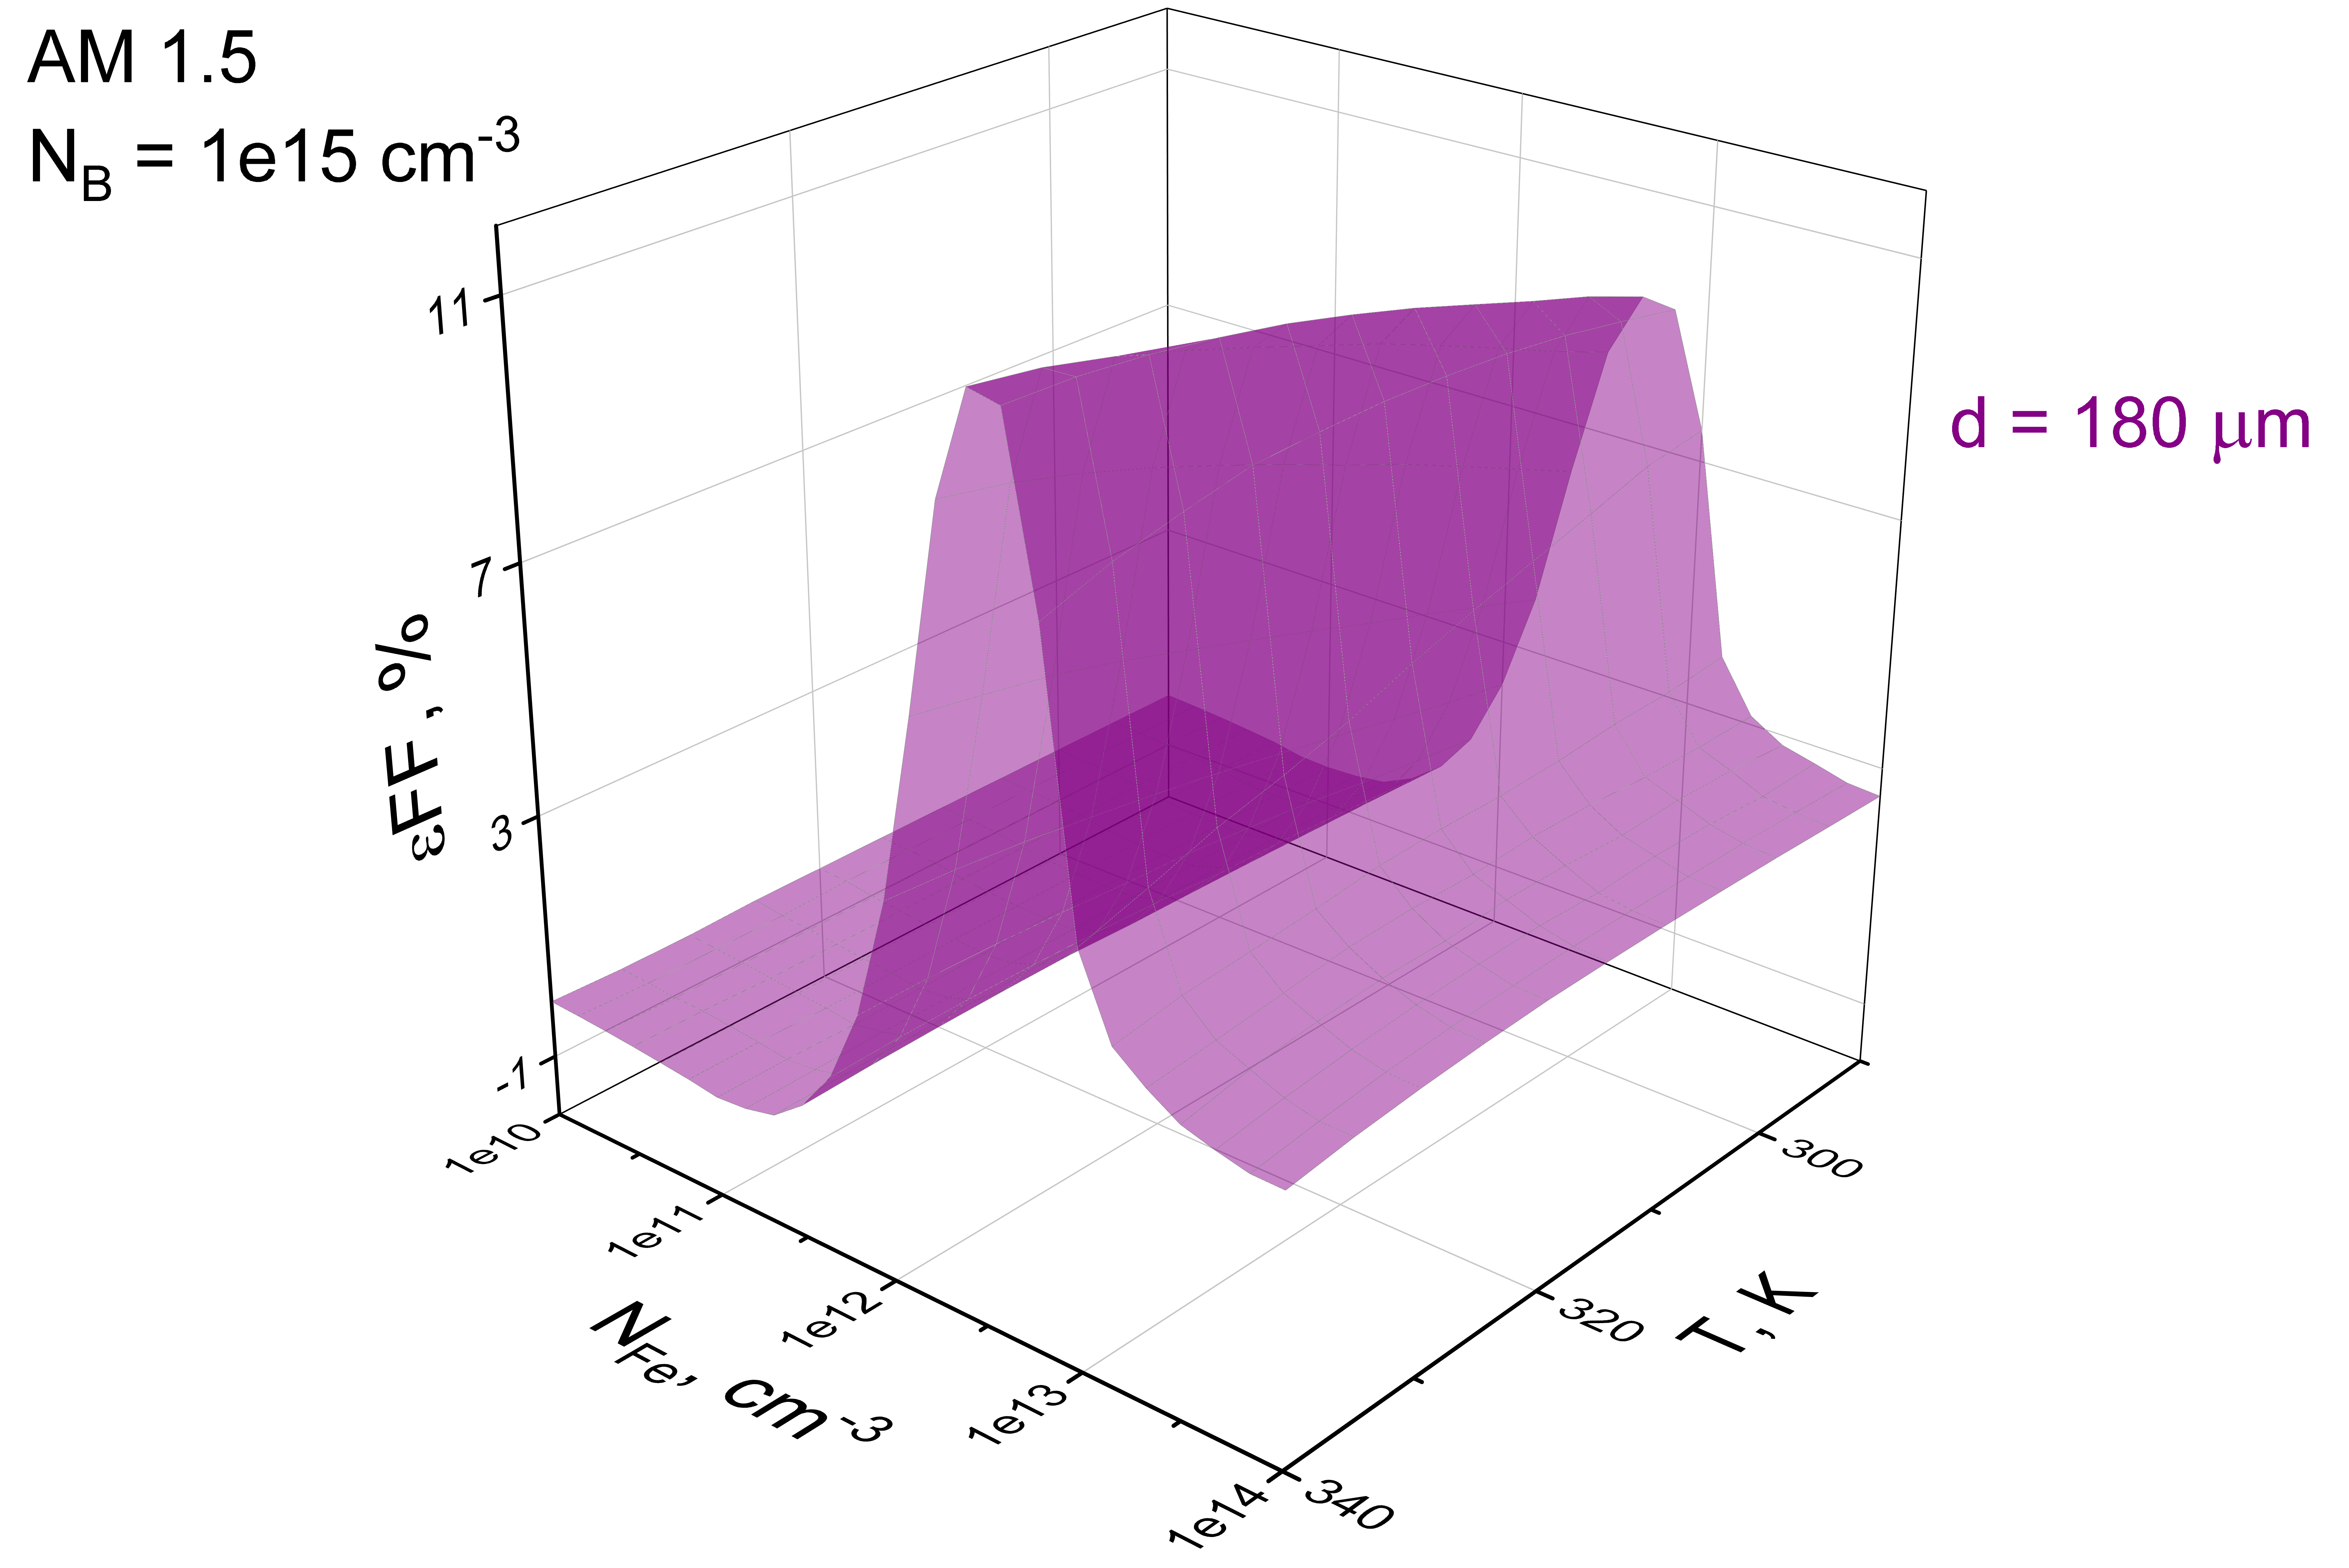 AM 1.5
N_B = 1e15 cm^-3
d = 180 μm
11
7
3
-1
εFF, %
1e10
1e11
1e12
1e13
1e14
N_Fe, cm^-3
300
320
340
T, K